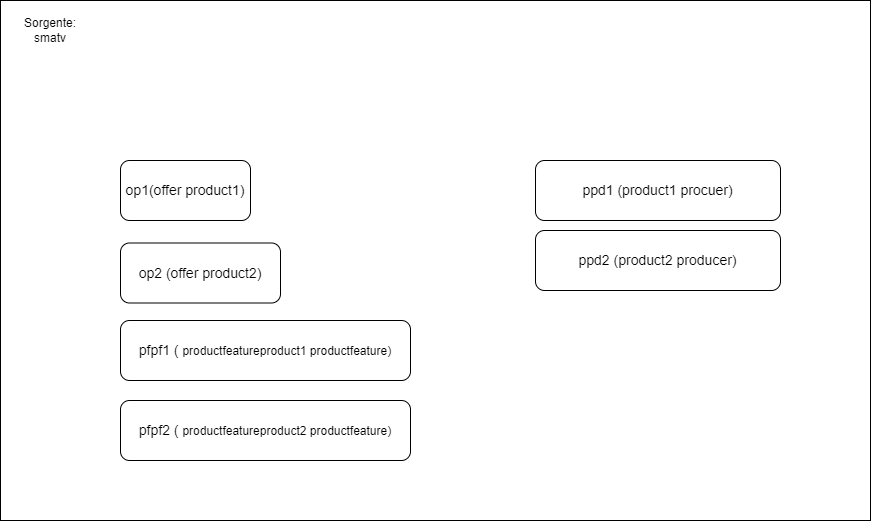 Sorgente:
smatv
op1(offer product1)
ppd1 (product1 procuer)
op2 (offer product2)
ppd2 (product2 producer)
pfpf1 ( productfeatureproduct1 productfeature)
pfpf2 ( productfeatureproduct2 productfeature)